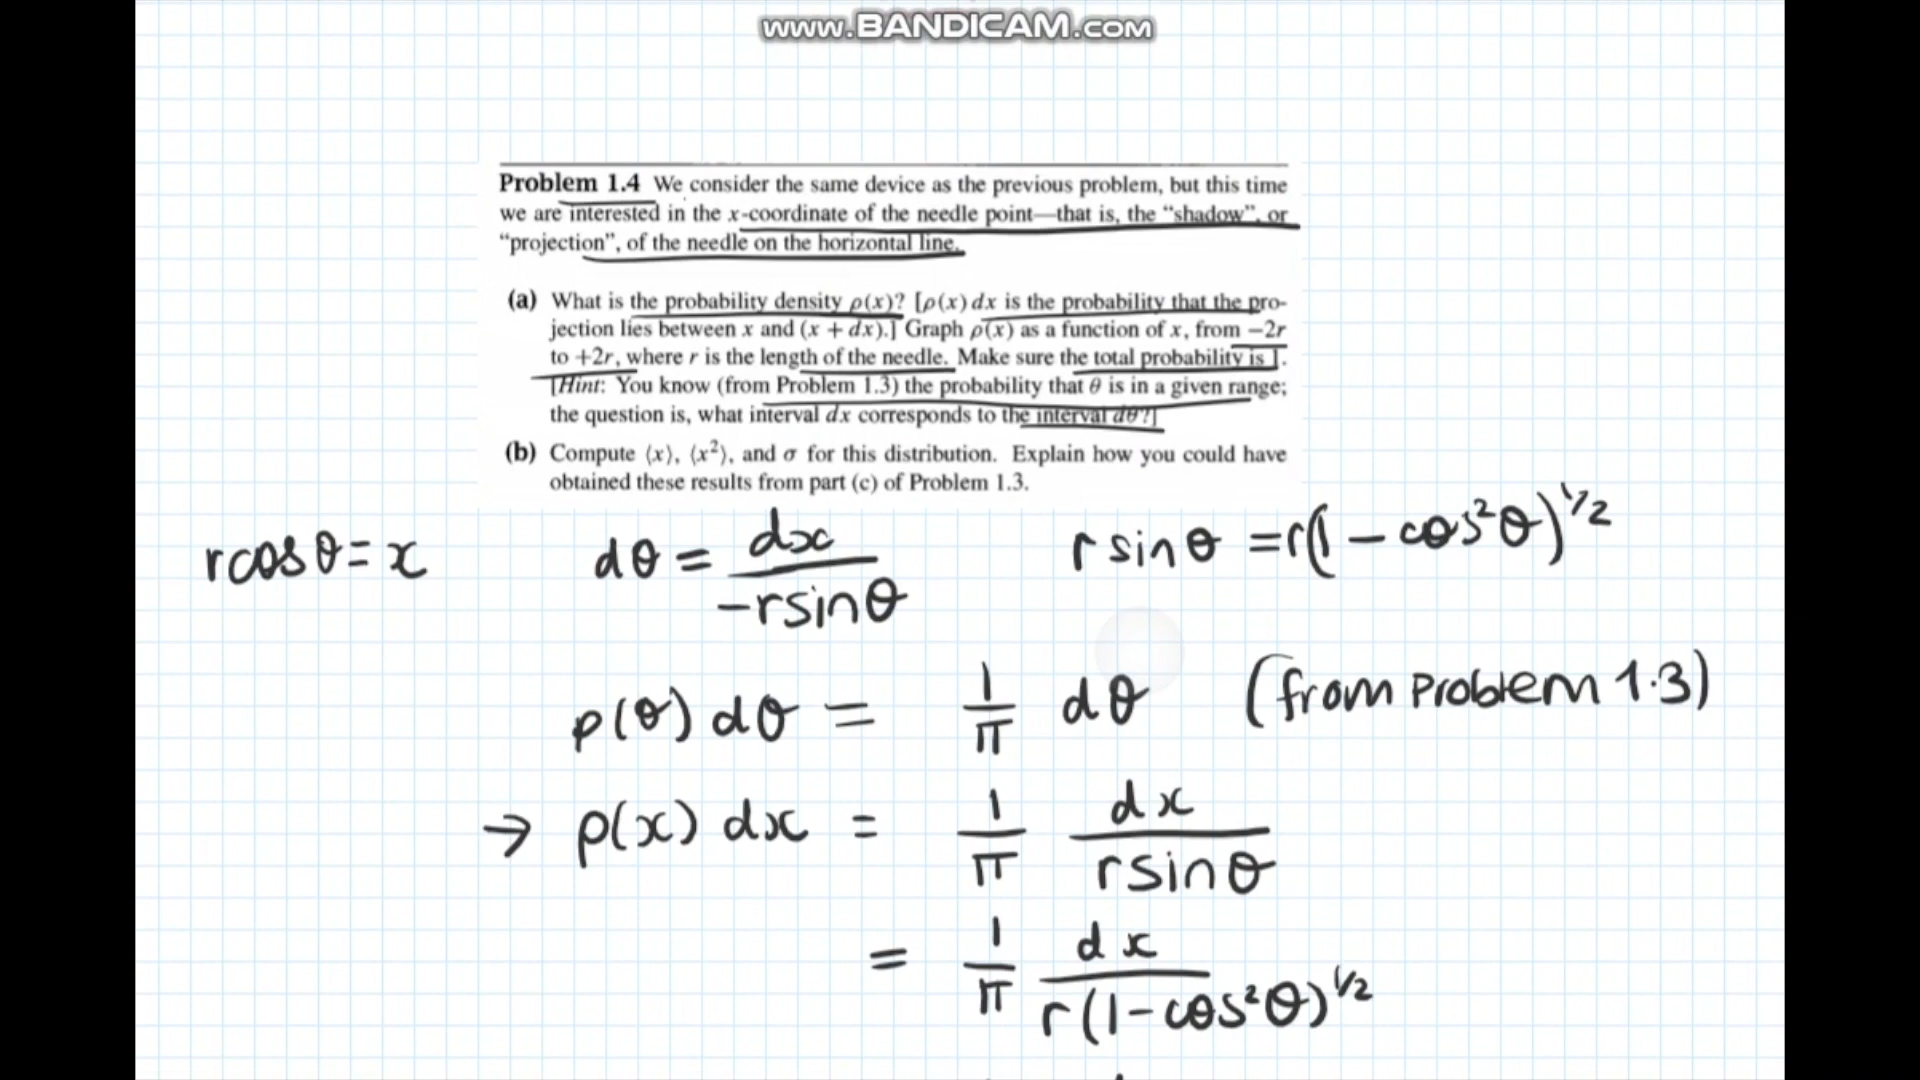 www.BANDICAM.com
Problem 1.4 We consider the same device as the previous problem, but this time
we are interested in the x-coordinate of the needle point—that is, the “shadow”, or
“projection”, of the needle on the horizontal line.
(a) What is the probability density ρ(x)? [ρ(x) dx is the probability that the pro-
jection lies between x and (x + dx).] Graph ρ(x) as a function of x, from −2r
to +2r, where r is the length of the needle. Make sure the total probability is 1.
[Hint: You know (from Problem 1.3) the probability that θ is in a given range;
the question is, what interval dx corresponds to the interval dθ?]
(b) Compute ⟨x⟩, ⟨x²⟩, and σ for this distribution. Explain how you could have
obtained these results from part (c) of Problem 1.3.
rcosθ = x dθ = dx / -rsinθ r sinθ = r(1 - cos²θ)^1/2
ρ(θ) dθ = 1/π dθ (from Problem 1.3)
→ ρ(x) dx = 1/π dx / rsinθ
= 1/π dx / r(1-cos²θ)^1/2